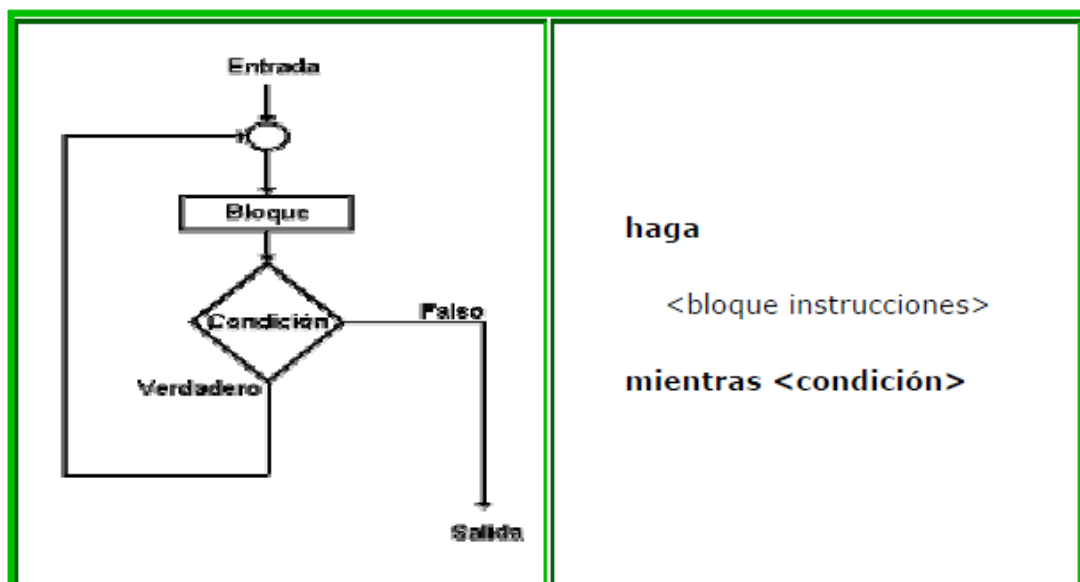 Entrada
Bloque
Condición
Falso
Verdadero
Salida
haga
<bloque instrucciones>
mientras <condición>